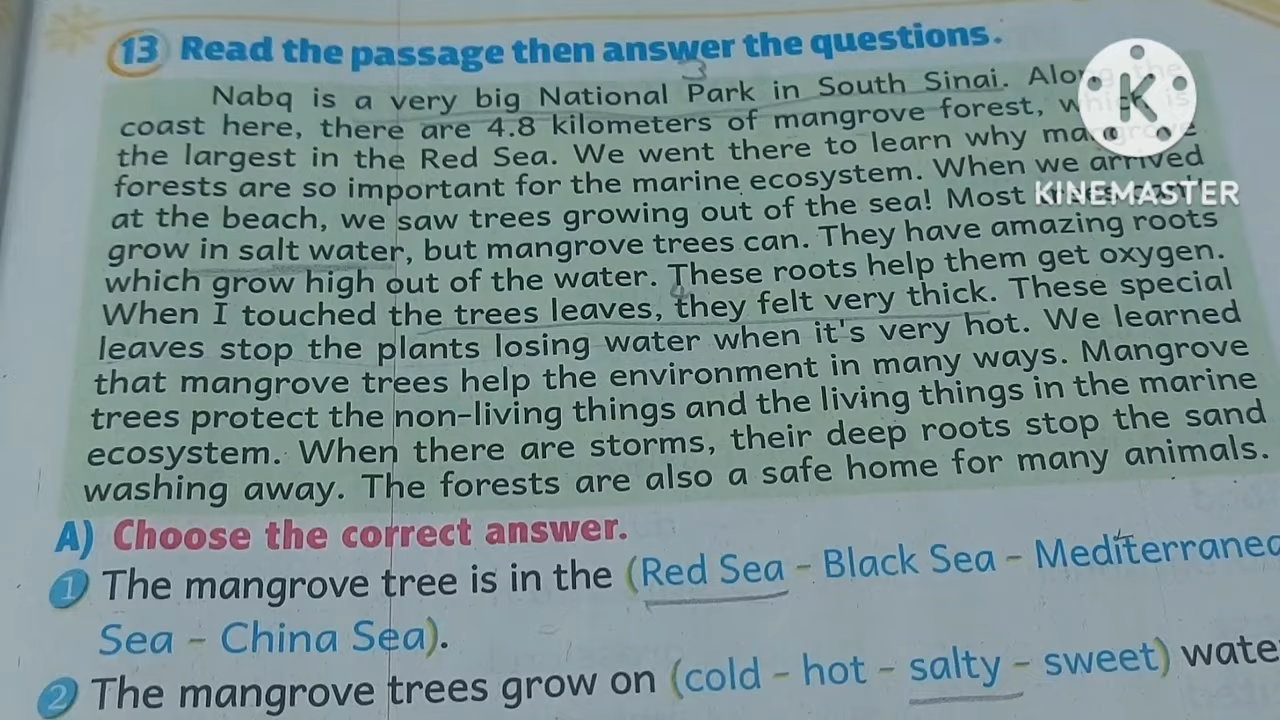 13 Read the passage then answer the questions.
3
Nabq is a very big National Park in South Sinai. Along the
coast here, there are 4.8 kilometers of mangrove forest, which is
the largest in the Red Sea. We went there to learn why mangrove
forests are so important for the marine ecosystem. When we arrived
at the beach, we saw trees growing out of the sea! Most
grow in salt water, but mangrove trees can. They have amazing roots
which grow high out of the water. These roots help them get oxygen.
When I touched the trees leaves, they felt very thick. These special
leaves stop the plants losing water when it's very hot. We learned
that mangrove trees help the environment in many ways. Mangrove
trees protect the non-living things and the living things in the marine
ecosystem. When there are storms, their deep roots stop the sand
washing away. The forests are also a safe home for many animals.
A) Choose the correct answer.
1 The mangrove tree is in the (Red Sea - Black Sea - Mediterranea
Sea - China Sea).
2 The mangrove trees grow on (cold - hot - salty - sweet) wate
K
KINEMASTER